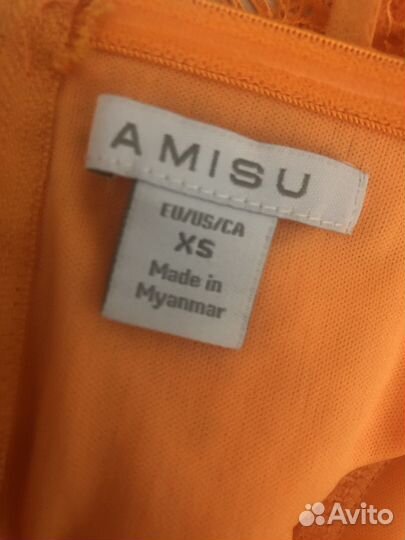 AMISU
EU/US/CA
XS
Made in
Myanmar
Avito